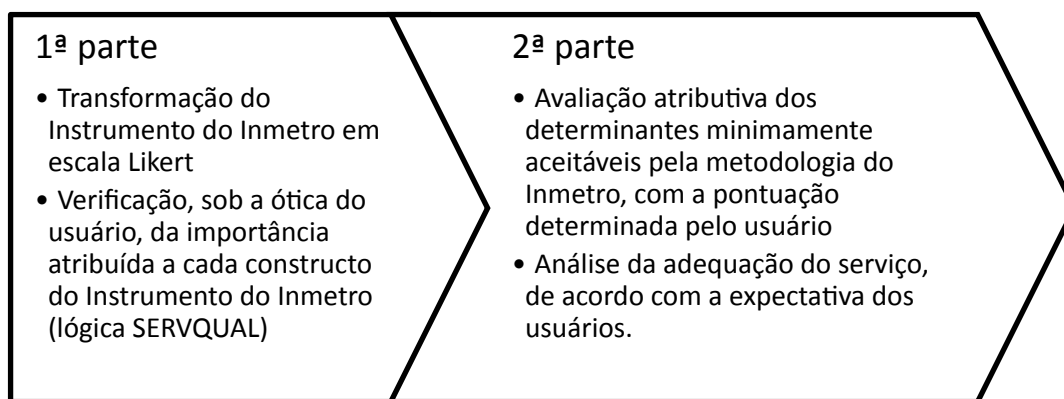 1ª parte
• Transformação do
Instrumento do Inmetro em
escala Likert
• Verificação, sob a ótica do
usuário, da importância
atribuída a cada constructo
do Instrumento do Inmetro
(lógica SERVQUAL)
2ª parte
• Avaliação atributiva dos
determinantes minimamente
aceitáveis pela metodologia do
Inmetro, com a pontuação
determinada pelo usuário
• Análise da adequação do serviço,
de acordo com a expectativa dos
usuários.